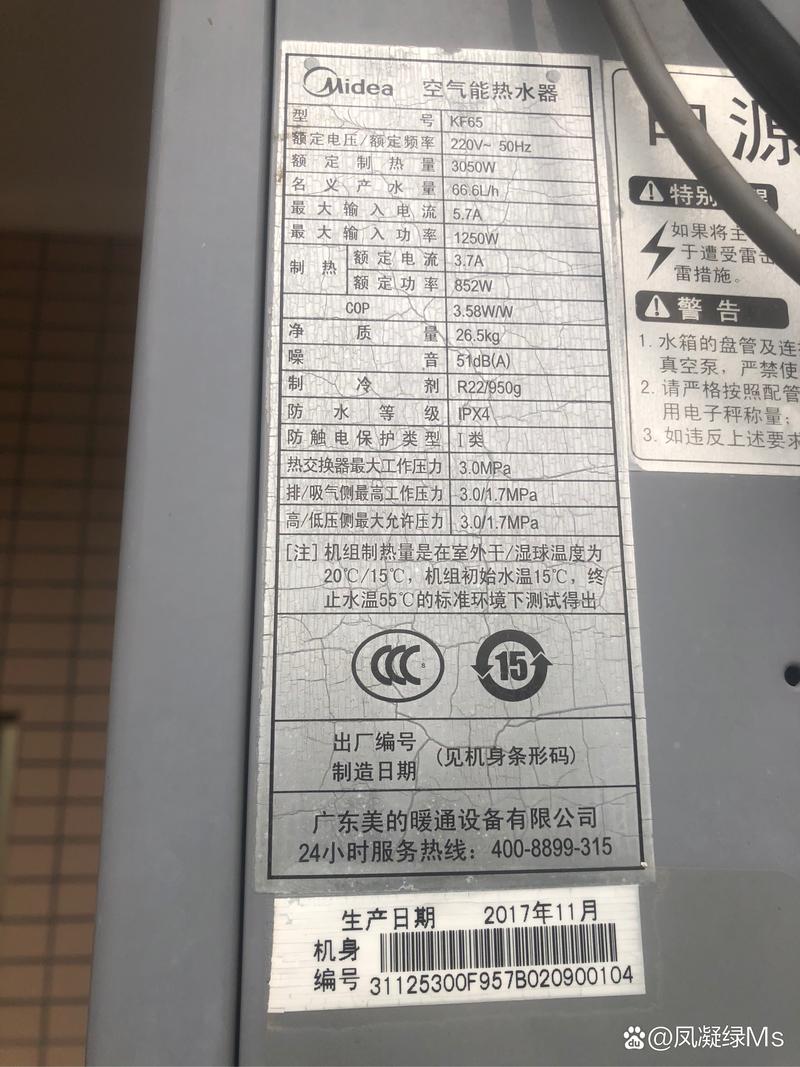 Midea 空气能热水器
型号 KF65
额定电压/额定频率 220V~ 50Hz
额定制热量 3050W
名义产水量 66.6L/h
最大输入电流 5.7A
最大输入功率 1250W
制热 额定电流 3.7A
额定功率 852W
COP 3.58W/W
净质量 26.5kg
噪音 51dB(A)
制冷剂 R22/950g
防水等级 IPX4
防触电保护类型 I类
热交换器最大工作压力 3.0MPa
排/吸气侧最高工作压力 3.0/1.7MPa
高/低压侧最大允许压力 3.0/1.7MPa
[注] 机组制热量是在室外干/湿球温度为
20℃/15℃，机组初始水温15℃，终
止水温55℃的标准环境下测试得出
CCC S
15
出厂编号
制造日期
(见机身条形码)
广东美的暖通设备有限公司
24小时服务热线：400-8899-315
生产日期 2017年11月
机身
编号 31125300F957B020900104
源
特别
如果将主
于遭受雷击
雷措施。
警告
1. 水箱的盘管及连
真空泵，严禁使
2. 请严格按照配管
用电子秤称量；
3. 如违反上述要求
Bai du @凤凝绿Ms